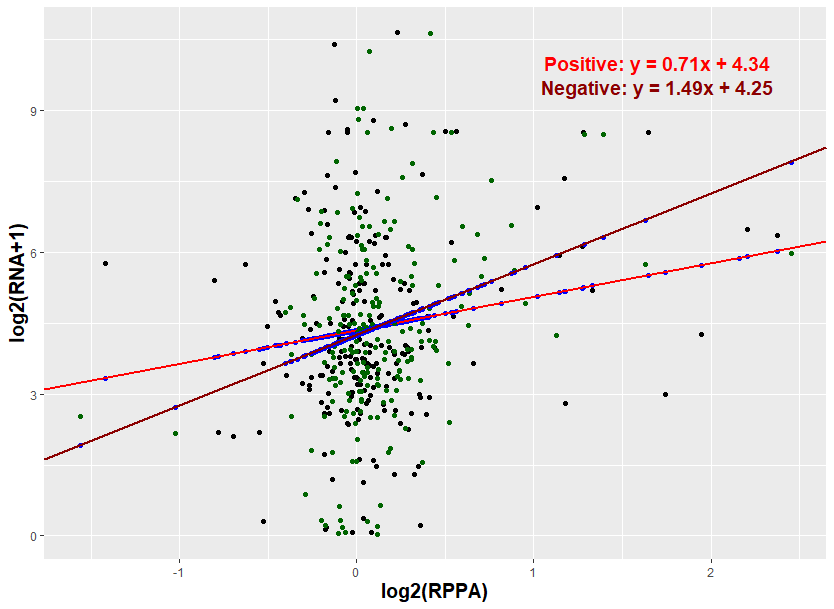 Positive: y = 0.71x + 4.34
Negative: y = 1.49x + 4.25
log2(RNA+1)
9
6
3
0
-1
0
1
2
log2(RPPA)